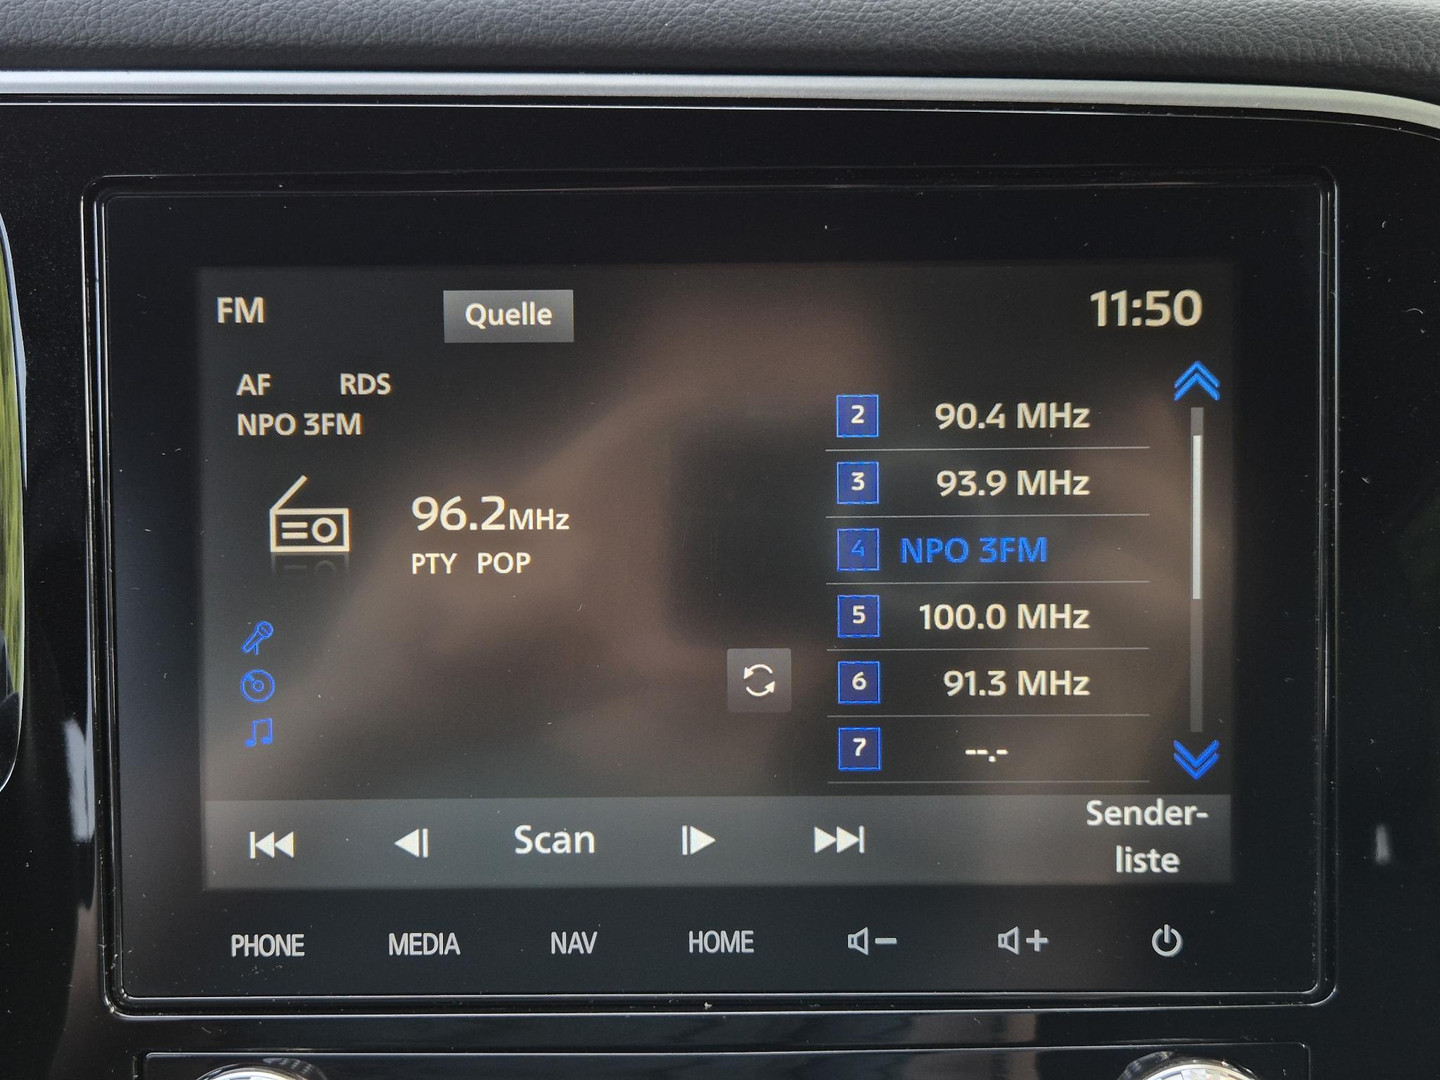 FM
Quelle
11:50
AF RDS
NPO 3FM
96.2MHz
PTY POP
2 90.4 MHz
3 93.9 MHz
4 NPO 3FM
5 100.0 MHz
6 91.3 MHz
7 --.-
Scan
Sender-
liste
PHONE MEDIA NAV HOME